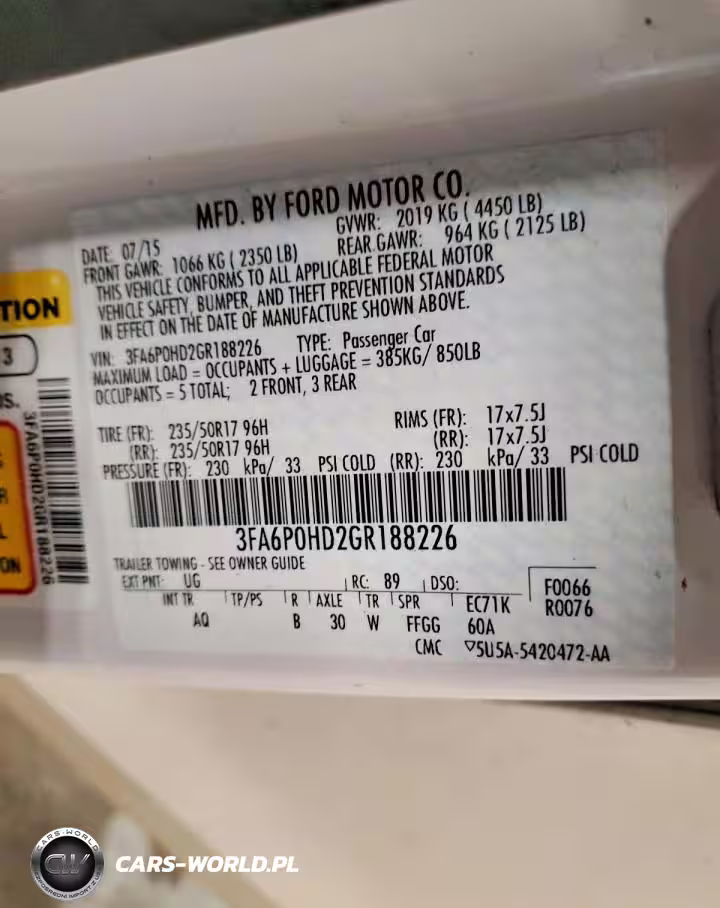 MFD. BY FORD MOTOR CO.
DATE: 07/15 GVWR: 2019 KG ( 4450 LB)
FRONT GAWR: 1066 KG ( 2350 LB) REAR GAWR: 964 KG ( 2125 LB)
THIS VEHICLE CONFORMS TO ALL APPLICABLE FEDERAL MOTOR
VEHICLE SAFETY, BUMPER, AND THEFT PREVENTION STANDARDS
IN EFFECT ON THE DATE OF MANUFACTURE SHOWN ABOVE.
VIN: 3FA6P0HD2GR188226 TYPE: Passenger Car
MAXIMUM LOAD = OCCUPANTS + LUGGAGE = 385KG/ 850LB
OCCUPANTS = 5 TOTAL; 2 FRONT, 3 REAR
TIRE (FR): 235/50R17 96H RIMS (FR): 17x7.5J
(RR): 235/50R17 96H (RR): 17x7.5J
PRESSURE (FR): 230 kPa/ 33 PSI COLD (RR): 230 kPa/ 33 PSI COLD
3FA6P0HD2GR188226
TRAILER TOWING - SEE OWNER GUIDE
EXT PNT: UG RC: 89 DSO: F0066
INT TR TP/PS R AXLE TR SPR EC71K R0076
AQ B 30 W FFGG 60A
CMC ▽5U5A-5420472-AA
TION
3
S.
R
L
ON
3FA6P0HD2GR188226
CARS-WORLD
CW
CARS-WORLD.PL